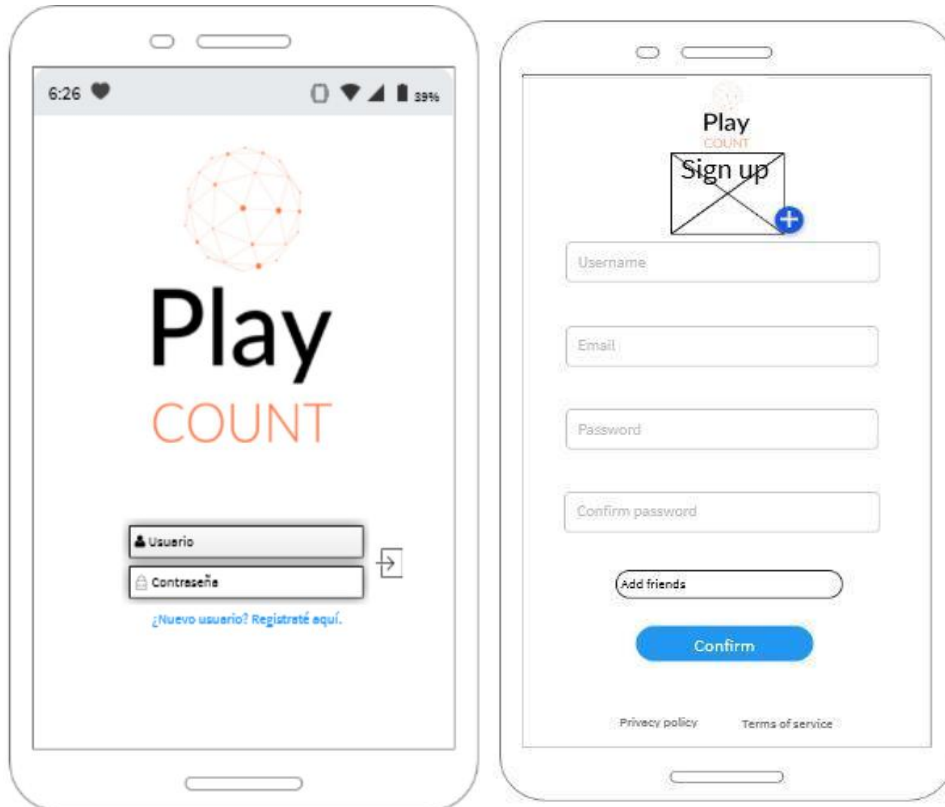 6:26
39%
Play
COUNT
Usuario
Contraseña
¿Nuevo usuario? Registraté aquí.
Play
COUNT
Sign up
Username
Email
Password
Confirm password
Add friends
Confirm
Privacy policy
Terms of service